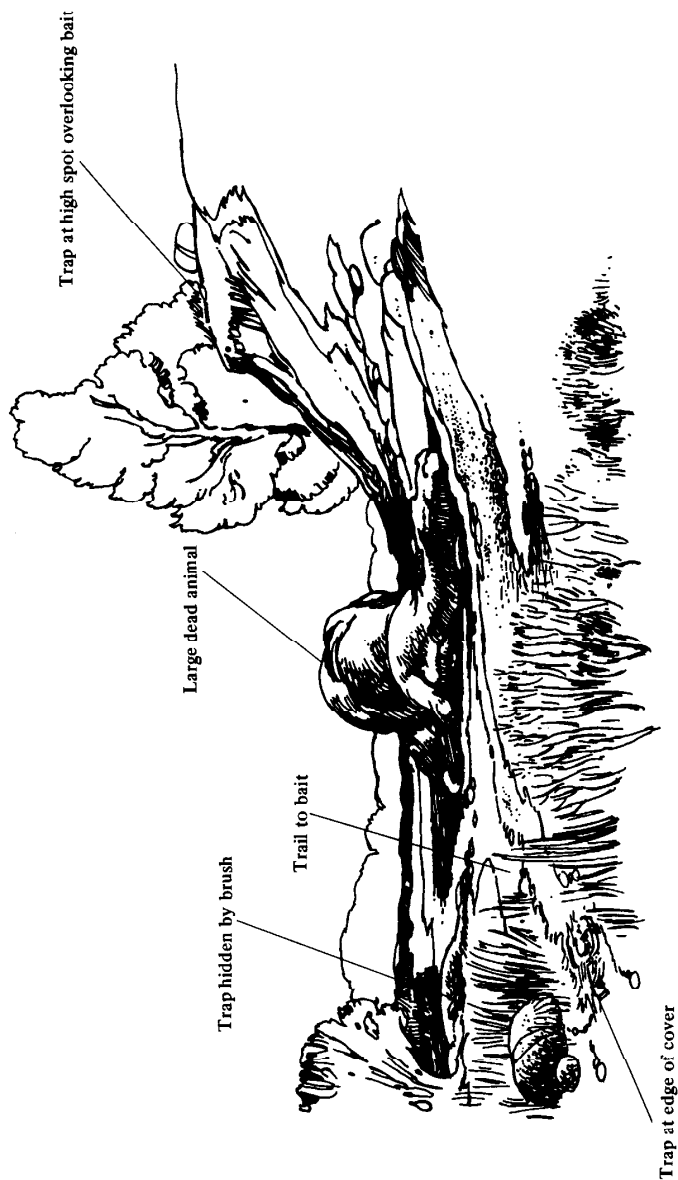 Trap at high spot overlooking bait
Large dead animal
Trail to bait
Trap hidden by brush
Trap at edge of cover